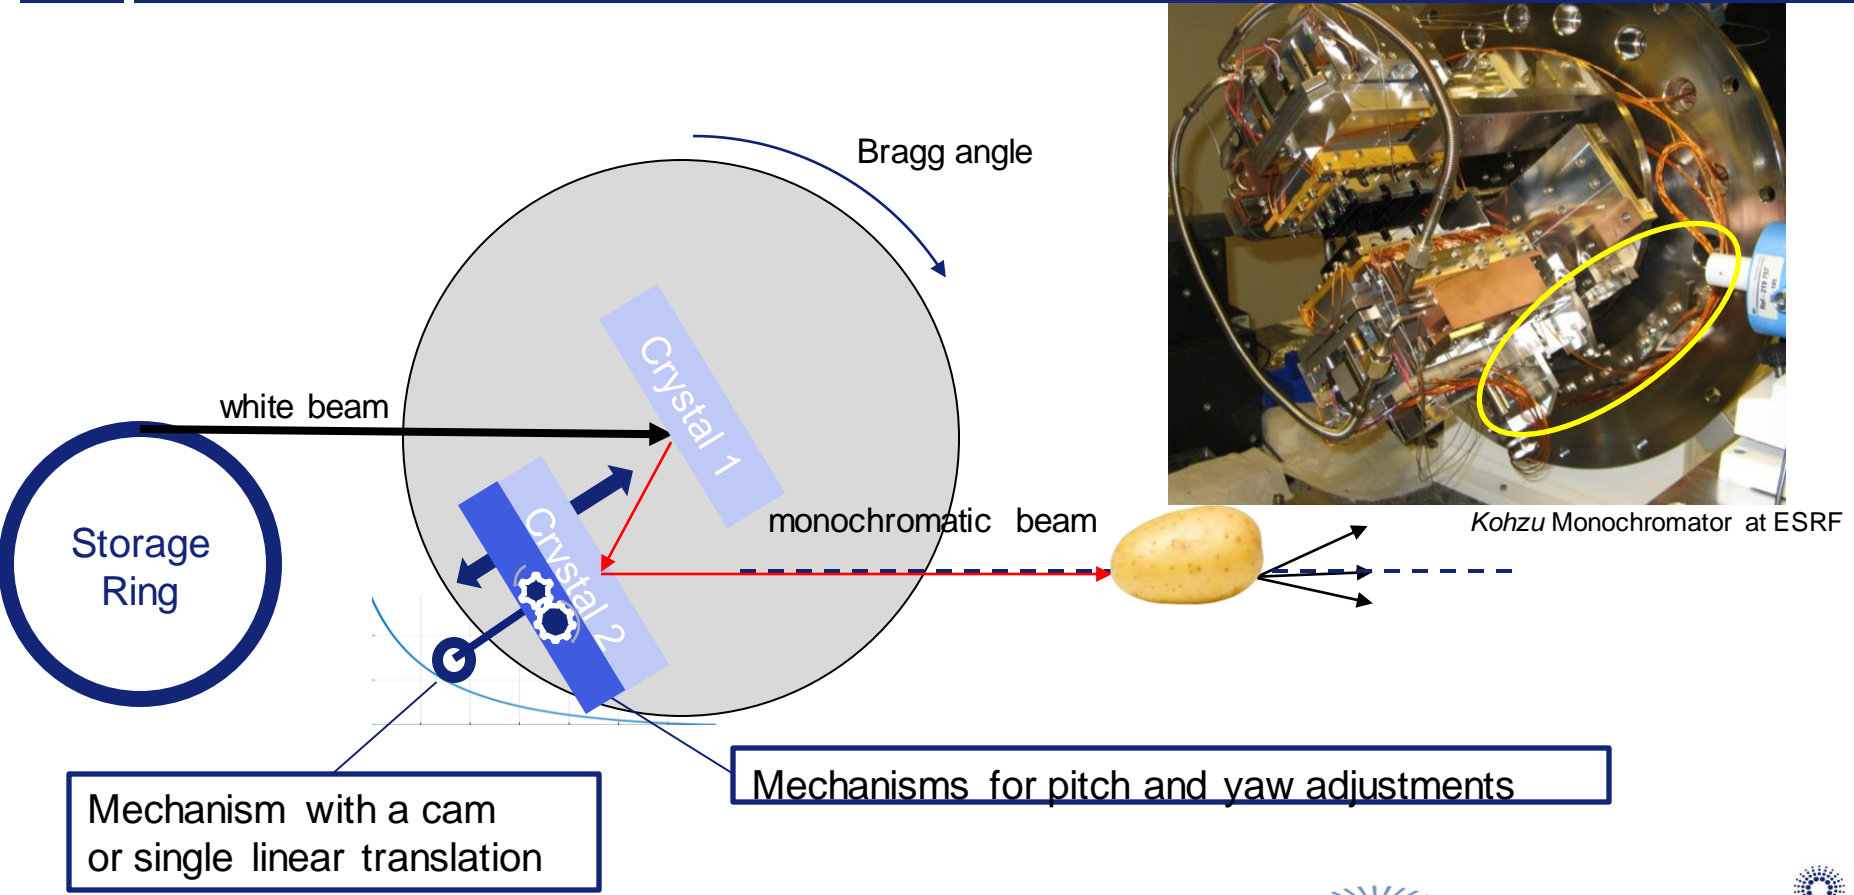 Bragg angle
Crystal 1
white beam
Storage
Ring
Crystal 2
monochromatic beam
Kohzu Monochromator at ESRF
Mechanisms for pitch and yaw adjustments
Mechanism with a cam
or single linear translation